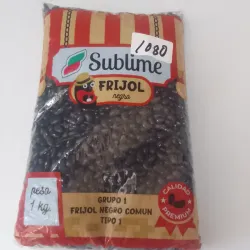 1080
Sublime
FRIJOL
negro
peso
1 kg
GRUPO 1
FRIJOL NEGRO COMUN
TIPO 1
CALIDAD
PREMIUM